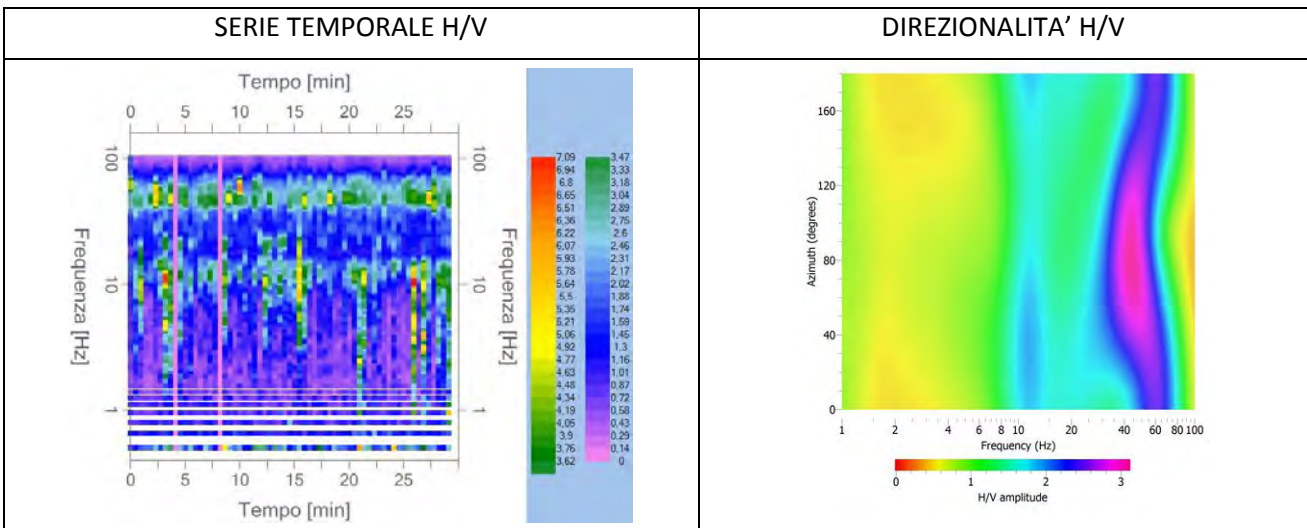 SERIE TEMPORALE H/V
DIREZIONALITA’ H/V
Tempo [min]
0 5 10 15 20 25
100
10
1
Frequenza [Hz]
100
10
1
Frequenza [Hz]
0 5 10 15 20 25
Tempo [min]
7.09 3.47
6.94 3.33
6.8 3.18
6.65 3.04
6.51 2.89
6.36 2.75
6.22 2.6
6.07 2.46
5.93 2.31
5.78 2.17
5.64 2.02
5.5 1.88
5.35 1.74
5.21 1.59
5.06 1.45
4.92 1.3
4.77 1.16
4.63 1.01
4.48 0.87
4.34 0.72
4.19 0.58
4.05 0.43
3.9 0.29
3.76 0.14
3.62 0
160
120
80
40
0
Azimuth (degrees)
1 2 4 6 8 10 20 40 60 80 100
Frequency (Hz)
0 1 2 3
H/V amplitude